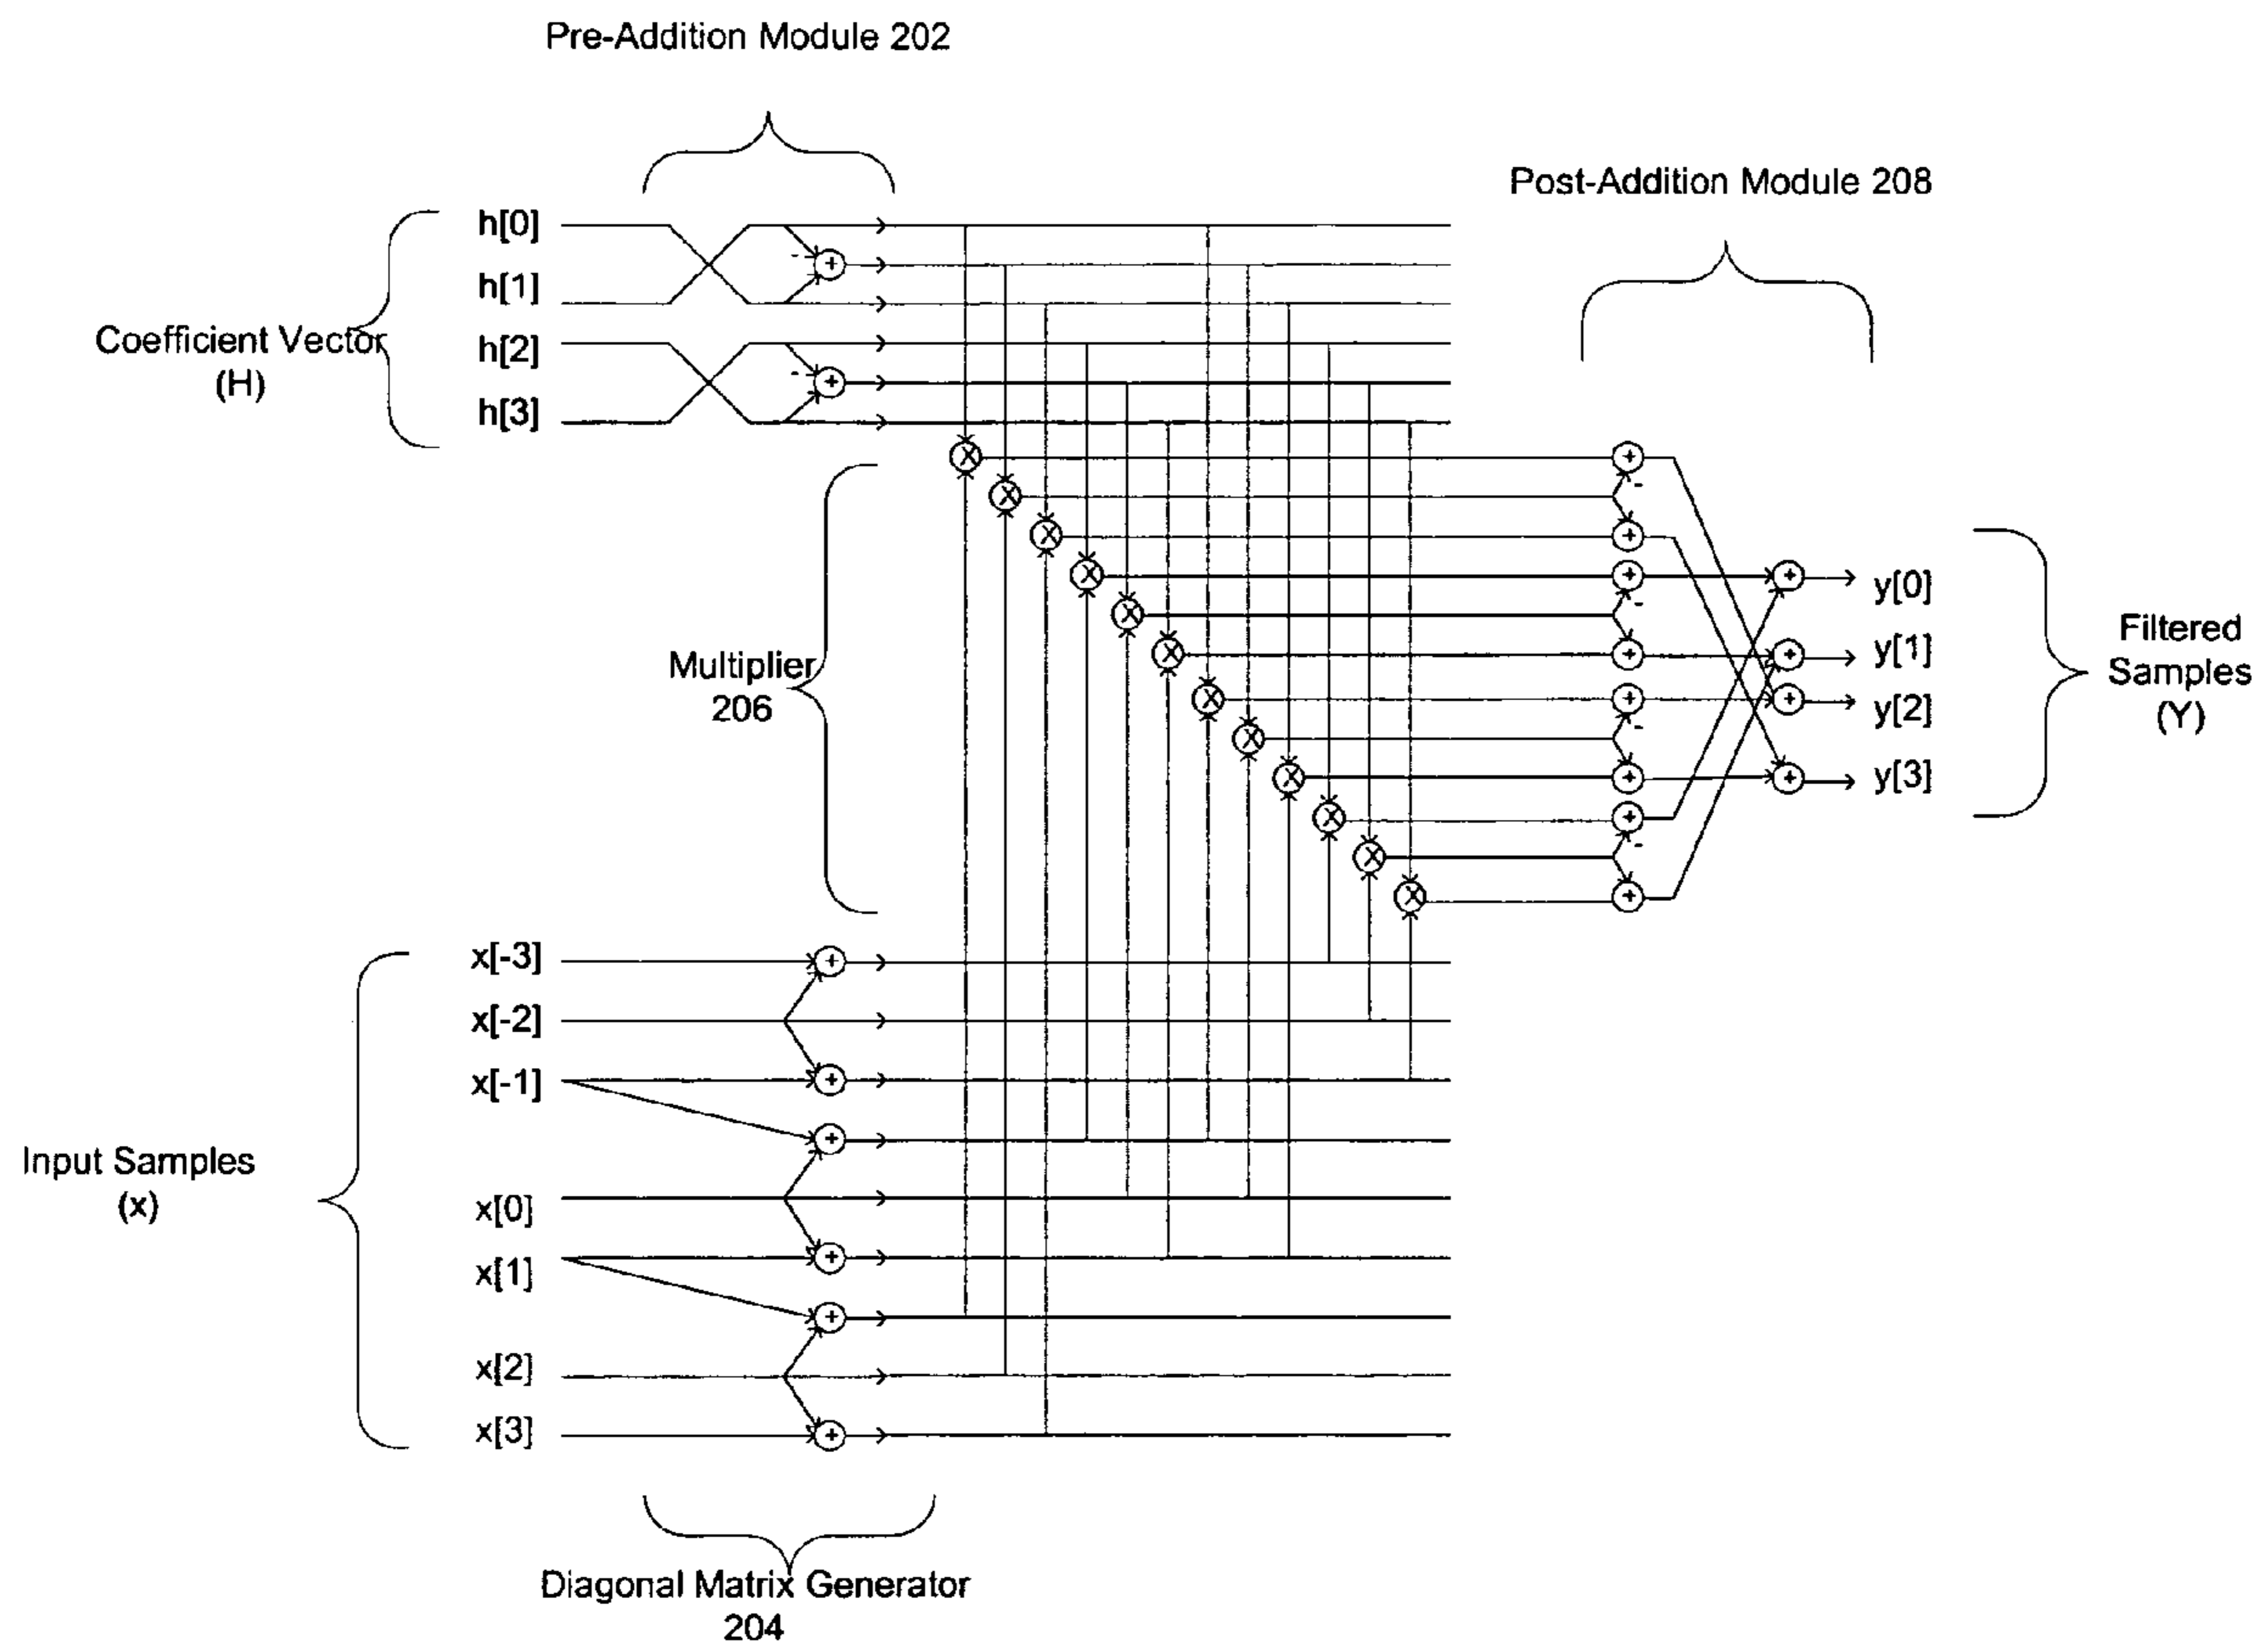 Pre-Addition Module 202
Post-Addition Module 208
Coefficient Vector
(H)
h[0]
h[1]
h[2]
h[3]
-
-
Multiplier
206
-
-
-
-
y[0]
y[1]
y[2]
y[3]
Filtered
Samples
(Y)
Input Samples
(x)
x[-3]
x[-2]
x[-1]
x[0]
x[1]
x[2]
x[3]
Diagonal Matrix Generator
204